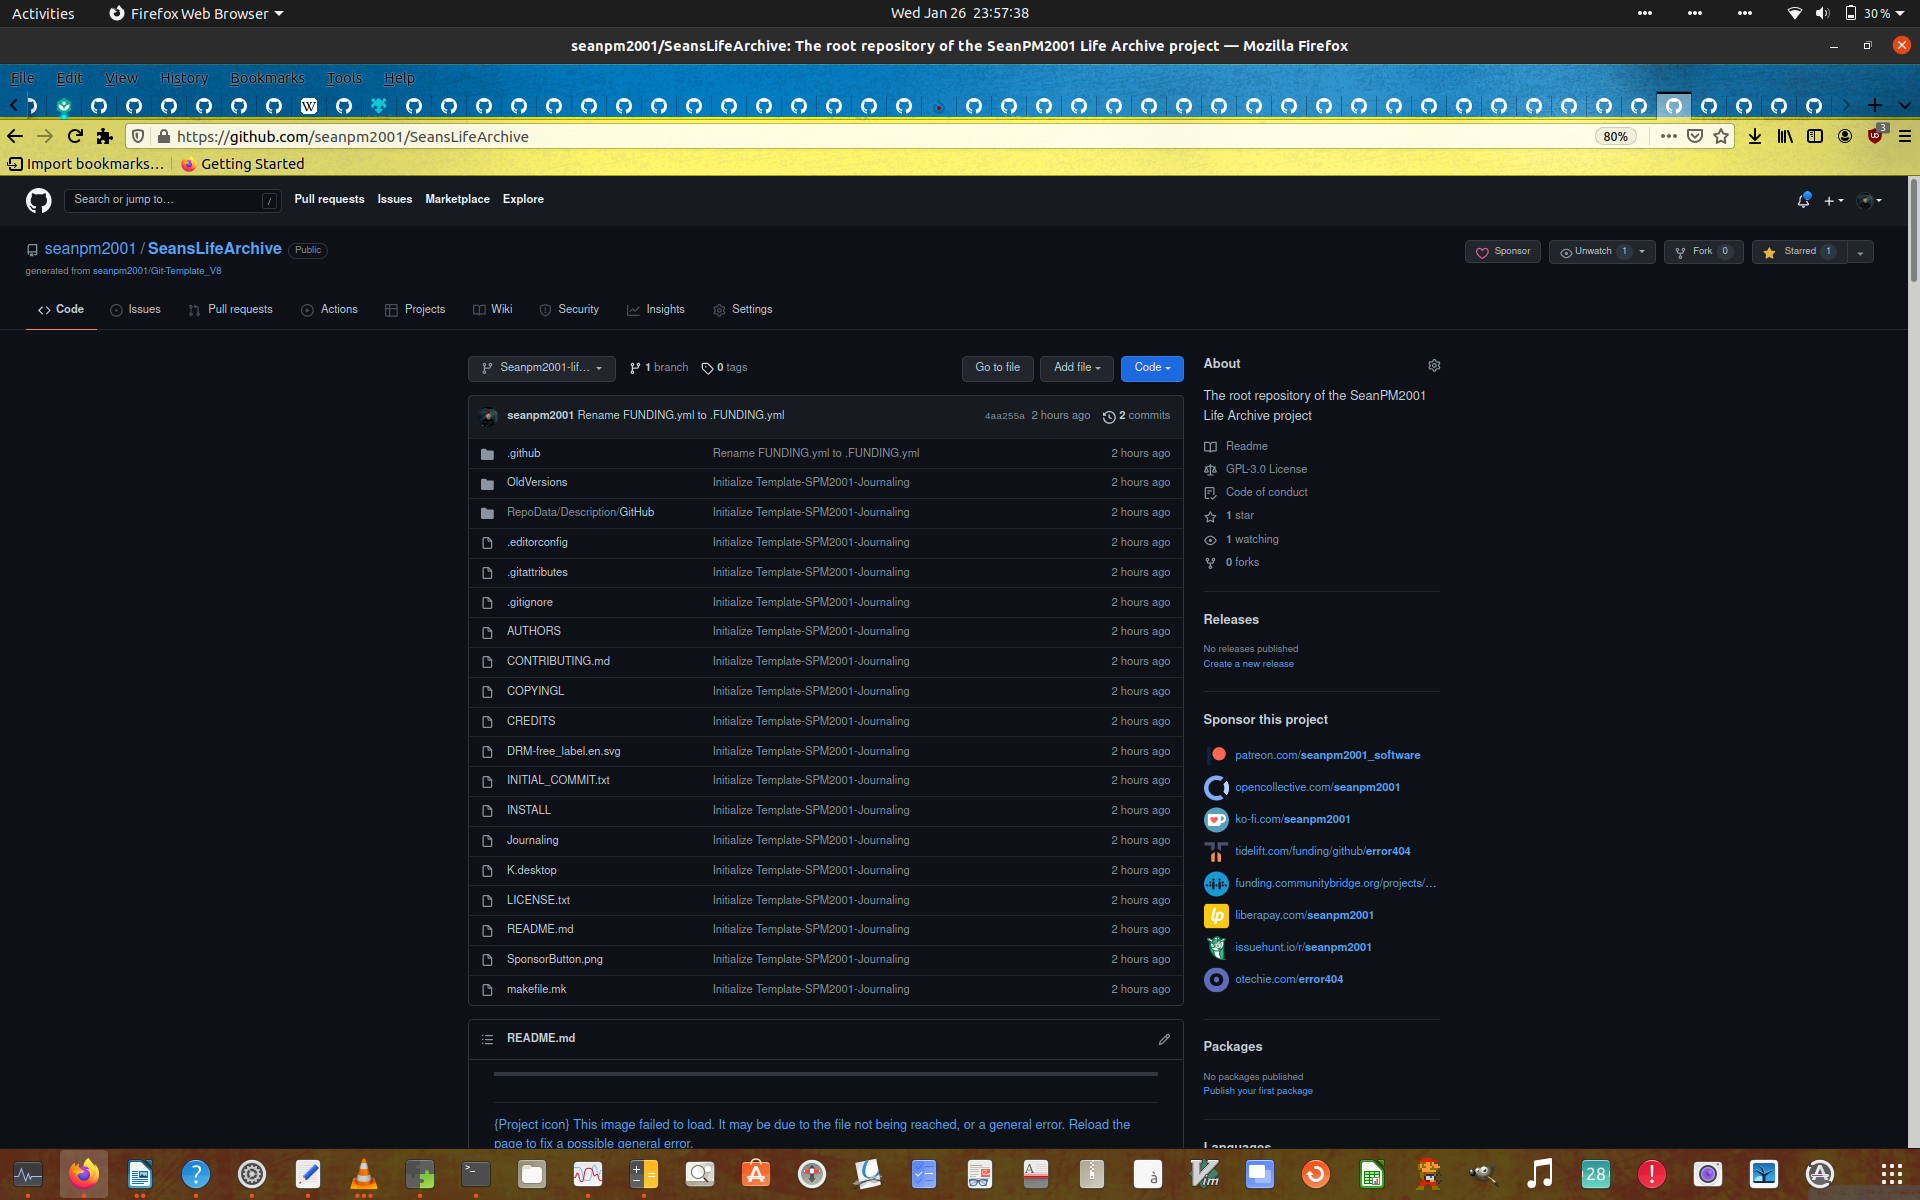 Activities Firefox Web Browser Wed Jan 26 23:57:38 30 %
seanpm2001/SeansLifeArchive: The root repository of the SeanPM2001 Life Archive project — Mozilla Firefox
File Edit View History Bookmarks Tools Help
https://github.com/seanpm2001/SeansLifeArchive 80% 3
Import bookmarks… Getting Started
Search or jump to… / Pull requests Issues Marketplace Explore
seanpm2001 / SeansLifeArchive Public Sponsor Unwatch 1 Fork 0 Starred 1
generated from seanpm2001/Git-Template_V8
Code Issues Pull requests Actions Projects Wiki Security Insights Settings
Seanpm2001-lif… 1 branch 0 tags Go to file Add file Code
seanpm2001 Rename FUNDING.yml to .FUNDING.yml 4aa255a 2 hours ago 2 commits
.github Rename FUNDING.yml to .FUNDING.yml 2 hours ago
OldVersions Initialize Template-SPM2001-Journaling 2 hours ago
RepoData/Description/GitHub Initialize Template-SPM2001-Journaling 2 hours ago
.editorconfig Initialize Template-SPM2001-Journaling 2 hours ago
.gitattributes Initialize Template-SPM2001-Journaling 2 hours ago
.gitignore Initialize Template-SPM2001-Journaling 2 hours ago
AUTHORS Initialize Template-SPM2001-Journaling 2 hours ago
CONTRIBUTING.md Initialize Template-SPM2001-Journaling 2 hours ago
COPYINGL Initialize Template-SPM2001-Journaling 2 hours ago
CREDITS Initialize Template-SPM2001-Journaling 2 hours ago
DRM-free_label.en.svg Initialize Template-SPM2001-Journaling 2 hours ago
INITIAL_COMMIT.txt Initialize Template-SPM2001-Journaling 2 hours ago
INSTALL Initialize Template-SPM2001-Journaling 2 hours ago
Journaling Initialize Template-SPM2001-Journaling 2 hours ago
K.desktop Initialize Template-SPM2001-Journaling 2 hours ago
LICENSE.txt Initialize Template-SPM2001-Journaling 2 hours ago
README.md Initialize Template-SPM2001-Journaling 2 hours ago
SponsorButton.png Initialize Template-SPM2001-Journaling 2 hours ago
makefile.mk Initialize Template-SPM2001-Journaling 2 hours ago
README.md
{Project icon} This image failed to load. It may be due to the file not being reached, or a general error. Reload the
page to fix a possible general error.
About
The root repository of the SeanPM2001
Life Archive project
Readme
GPL-3.0 License
Code of conduct
1 star
1 watching
0 forks
Releases
No releases published
Create a new release
Sponsor this project
patreon.com/seanpm2001_software
opencollective.com/seanpm2001
ko-fi.com/seanpm2001
tidelift.com/funding/github/error404
funding.communitybridge.org/projects/…
liberapay.com/seanpm2001
issuehunt.io/r/seanpm2001
otechie.com/error404
Packages
No packages published
Publish your first package
Languages
28